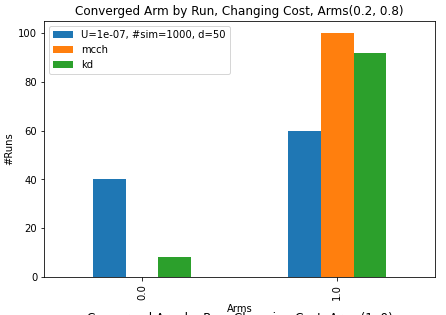 Converged Arm by Run, Changing Cost, Arms(0.2, 0.8)
U=1e-07, #sim=1000, d=50
mcch
kd
100
80
60
40
20
0
#Runs
0.0
1.0
Arms